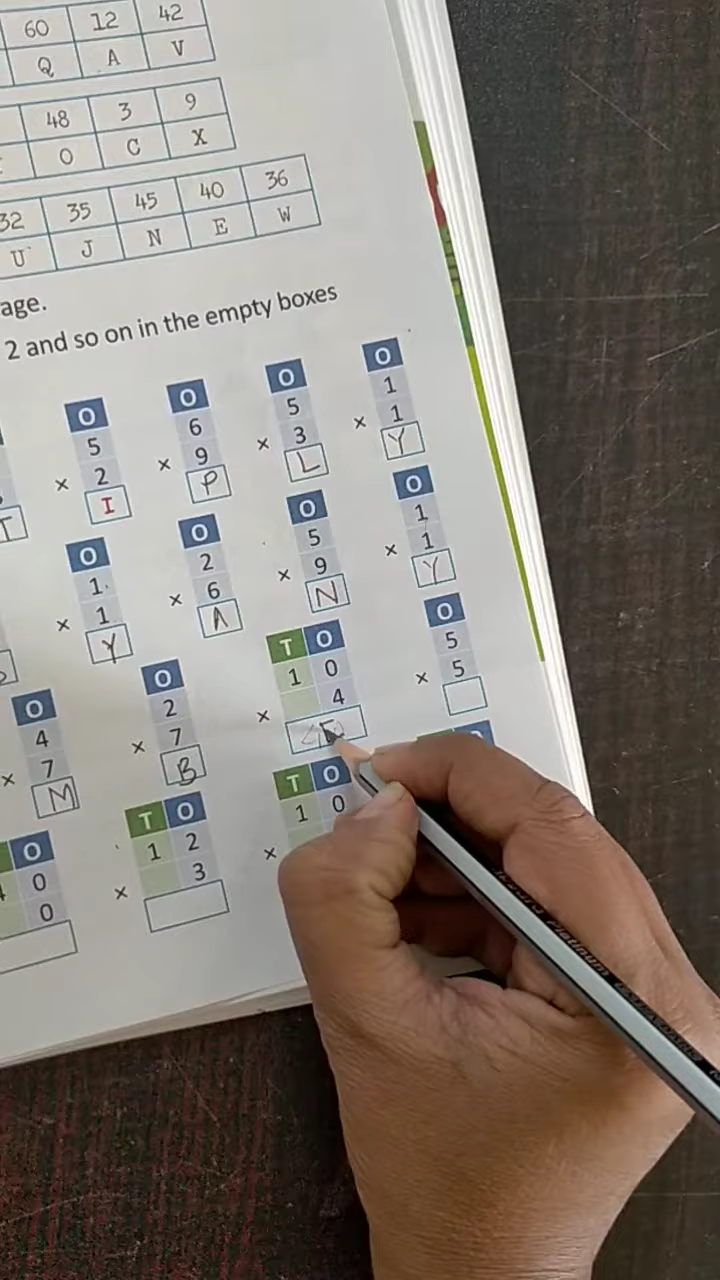 60 12 42
Q A V
48 3 9
O C X
32 35 45 40 36
U J N E W
age.
2 and so on in the empty boxes
O O O O
5 6 5 1
× 2 × 9 × 3 × 1
T I P L Y
O O O O
1 2 5 1
× 1 × 6 × 9 × 1
Y A N Y
O O T O O
4 2 1 0 5
× 7 × 7 × 4 × 5
M B E
O T O T O
0 1 2 1 0
0 × 3 ×
Platinum